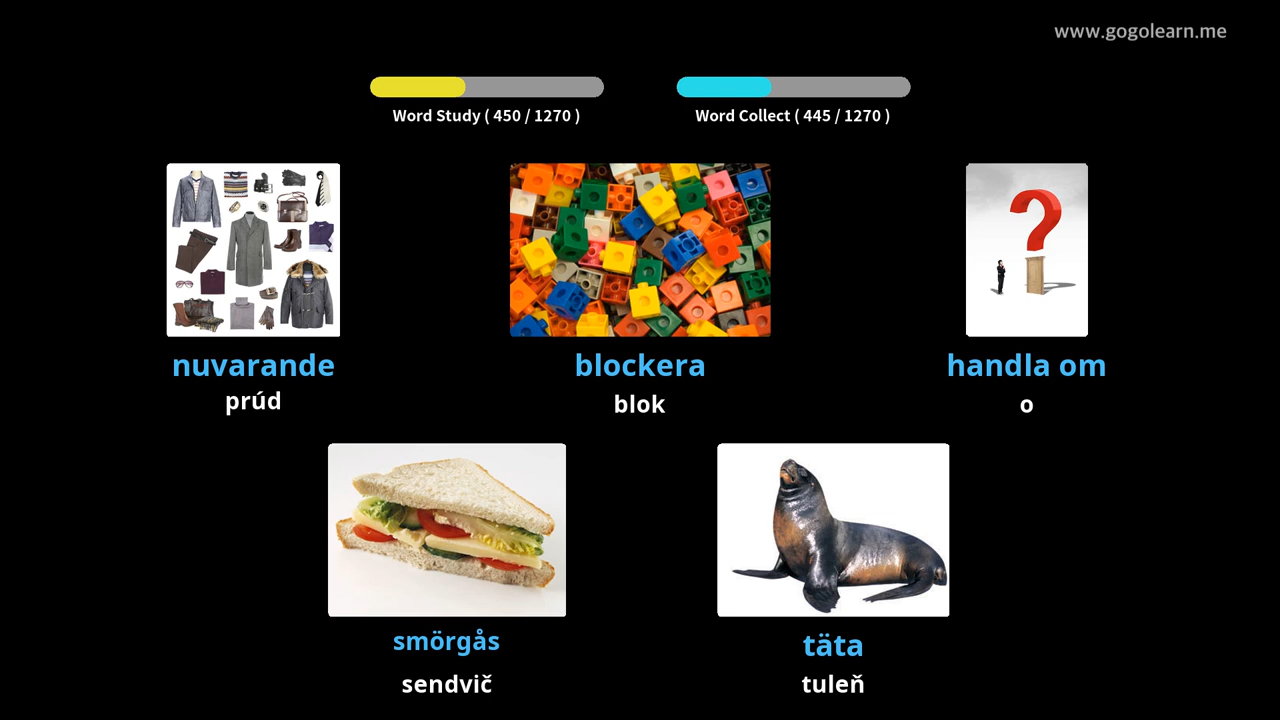 www.gogolearn.me
Word Study ( 450 / 1270 )
Word Collect ( 445 / 1270 )
nuvarande
prúd
blockera
blok
handla om
o
smörgås
sendvič
täta
tuleň